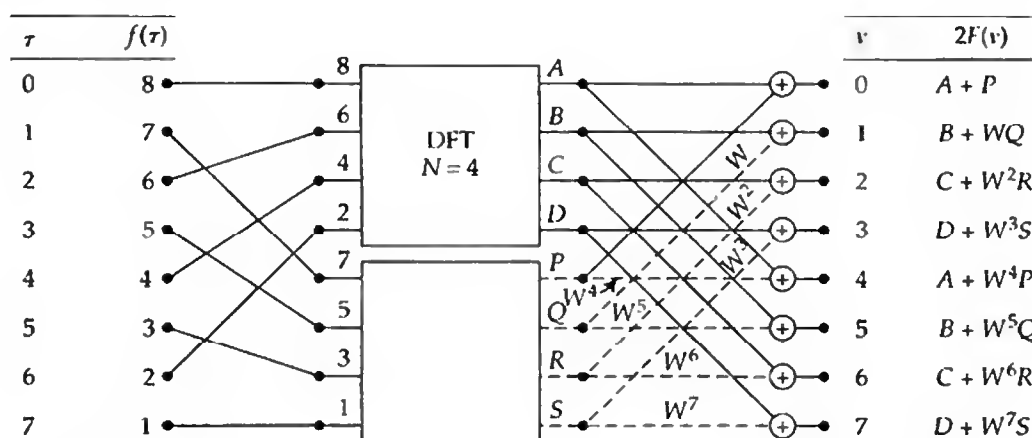 τ f(τ) ν 2F(ν)
0 8 8 A 0 A + P
1 7 6 B W 1 B + WQ
DFT
N = 4
2 6 4 C W² 2 C + W²R
3 5 2 D W³ 3 D + W³S
4 4 7 P W⁴ 4 A + W⁴P
5 3 5 Q W⁵ 5 B + W⁵Q
6 2 3 R W⁶ 6 C + W⁶R
7 1 1 S W⁷ 7 D + W⁷S